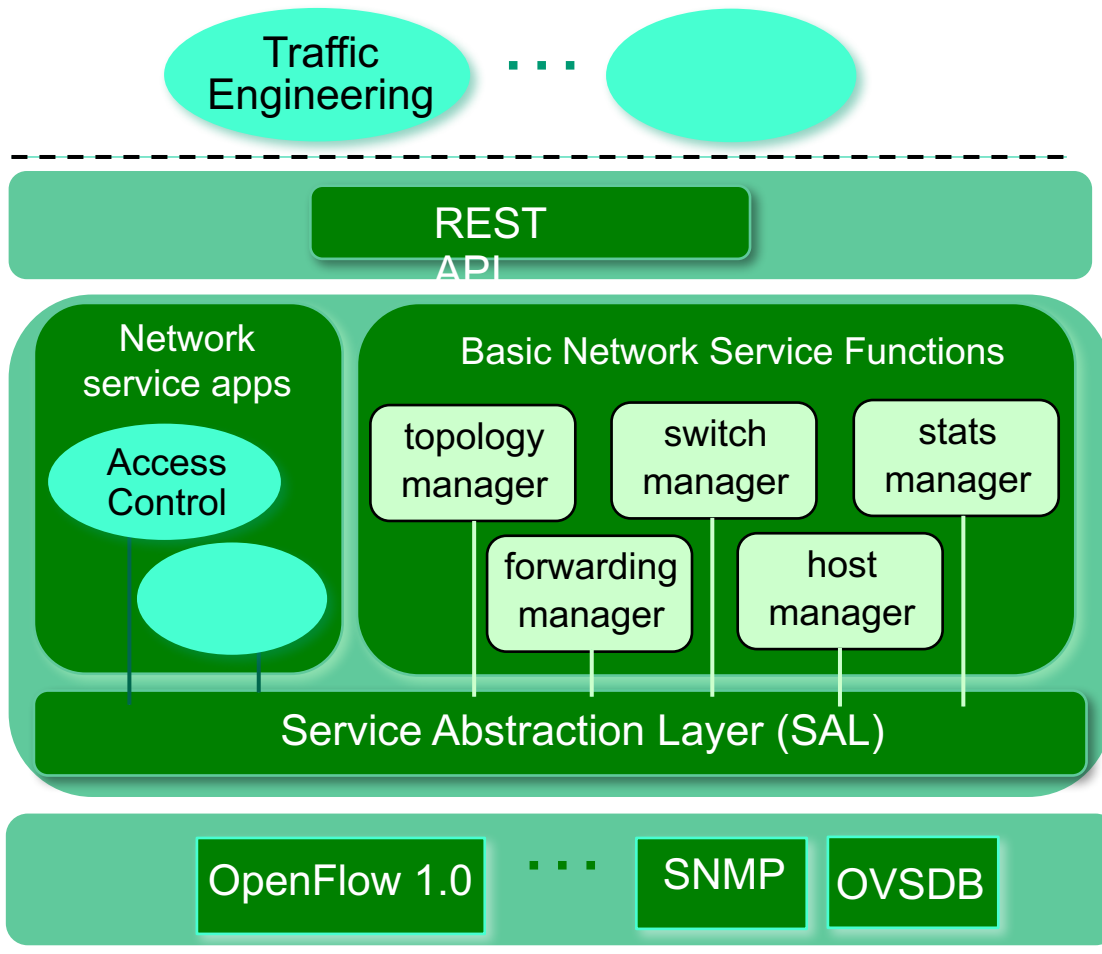 Traffic
Engineering
...
REST
API
Network
service apps
Basic Network Service Functions
Access
Control
topology
manager
switch
manager
stats
manager
forwarding
manager
host
manager
Service Abstraction Layer (SAL)
OpenFlow 1.0
...
SNMP
OVSDB